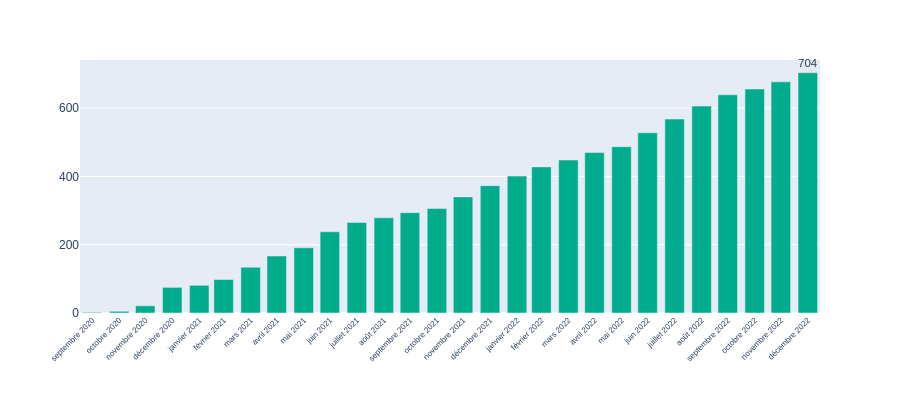 704
600
400
200
0
septembre 2020
octobre 2020
novembre 2020
décembre 2020
janvier 2021
février 2021
mars 2021
avril 2021
mai 2021
juin 2021
juillet 2021
août 2021
septembre 2021
octobre 2021
novembre 2021
décembre 2021
janvier 2022
février 2022
mars 2022
avril 2022
mai 2022
juin 2022
juillet 2022
août 2022
septembre 2022
octobre 2022
novembre 2022
décembre 2022